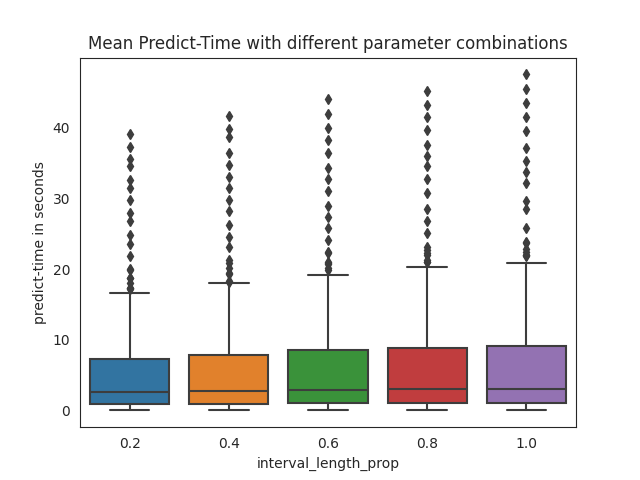 Mean Predict-Time with different parameter combinations
predict-time in seconds
40
30
20
10
0
0.2 0.4 0.6 0.8 1.0
interval_length_prop